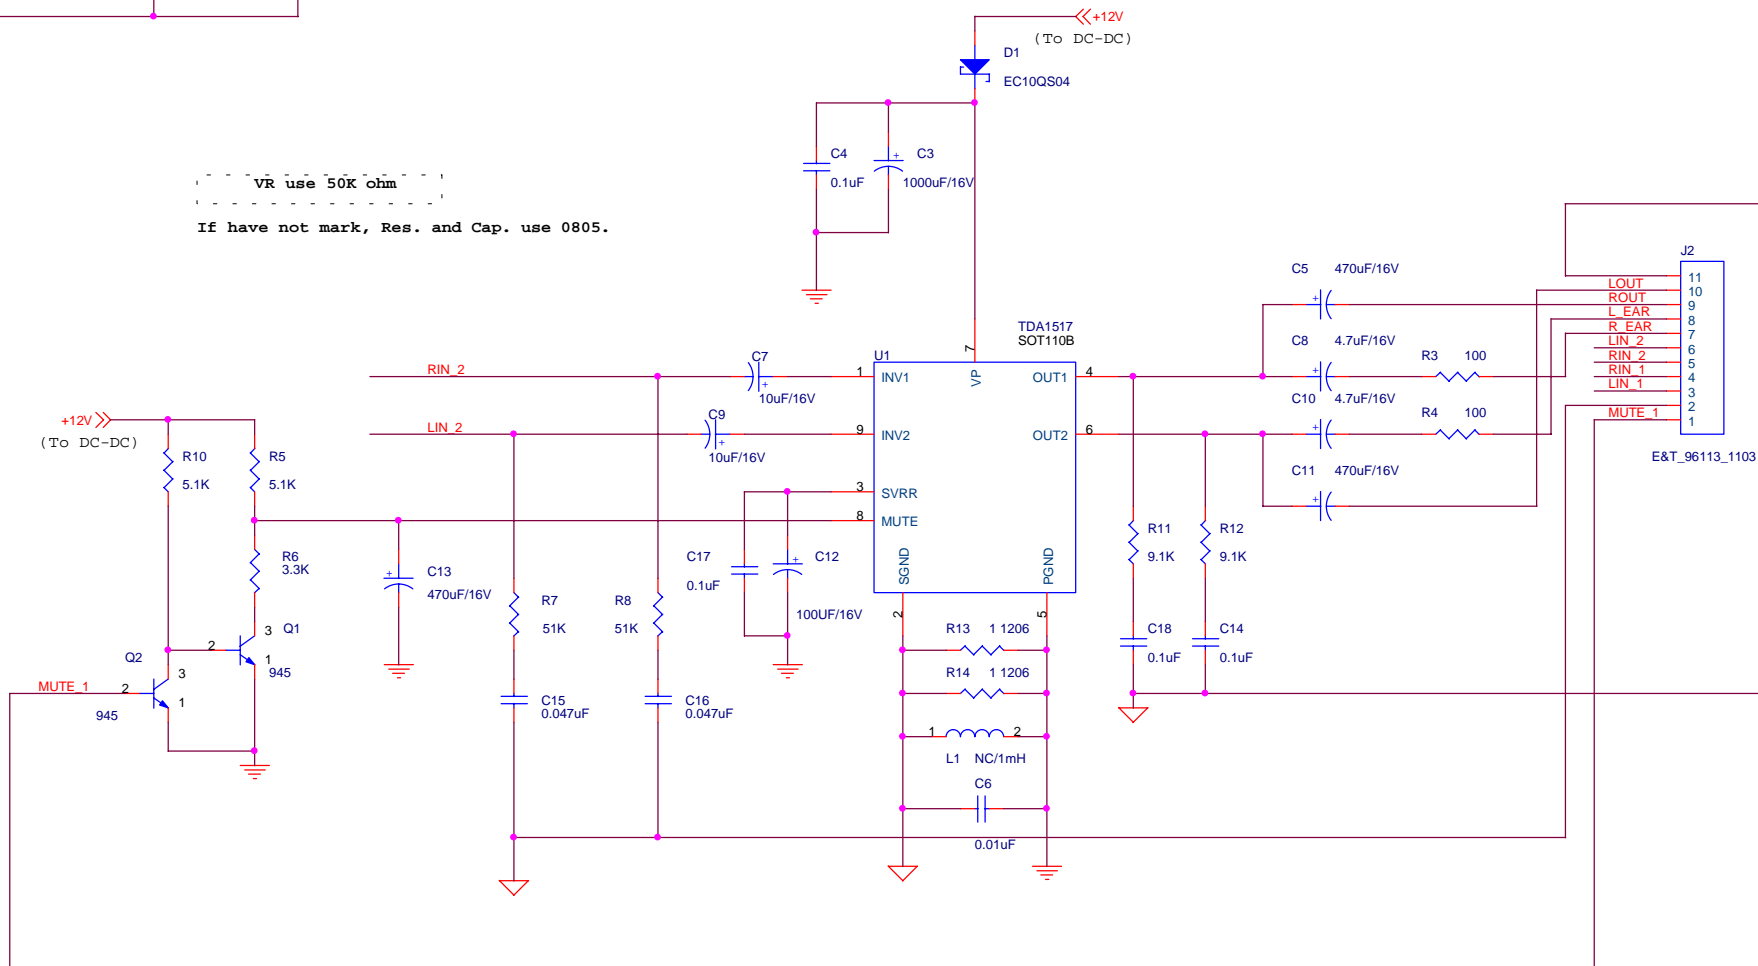 +12V
(To DC-DC)
D1
EC10QS04
C4
0.1uF
C3
1000uF/16V
VR use 50K ohm
If have not mark, Res. and Cap. use 0805.
J2
C5 470uF/16V
11
LOUT 10
ROUT 9
L_EAR 8
R_EAR 7
LIN_2 6
RIN_2 5
RIN_1 4
LIN_1 3
2
MUTE_1 1
E&T_96113_1103
TDA1517
SOT110B
U1
7
VP
C8 4.7uF/16V
R3 100
C10 4.7uF/16V
R4 100
C11 470uF/16V
RIN_2
C7
10uF/16V
1 INV1
OUT1 4
LIN_2
C9
10uF/16V
9 INV2
OUT2 6
3 SVRR
8 MUTE
SGND
2
PGND
5
+12V
(To DC-DC)
R10
5.1K
R5
5.1K
R6
3.3K
C13
470uF/16V
C17
0.1uF
C12
100UF/16V
R11
9.1K
R12
9.1K
R7
51K
R8
51K
Q1
3
2
1
945
Q2
3
2
1
945
MUTE_1
R13 1 1206
R14 1 1206
C18
0.1uF
C14
0.1uF
C15
0.047uF
C16
0.047uF
1 2
L1 NC/1mH
C6
0.01uF